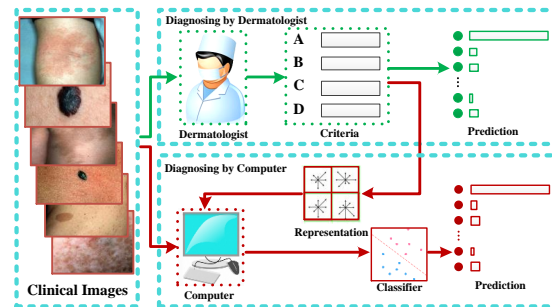 Diagnosing by Dermatologist
A
B
C
D
Dermatologist
Criteria
Prediction
Diagnosing by Computer
Representation
Computer
Classifier
Prediction
Clinical Images